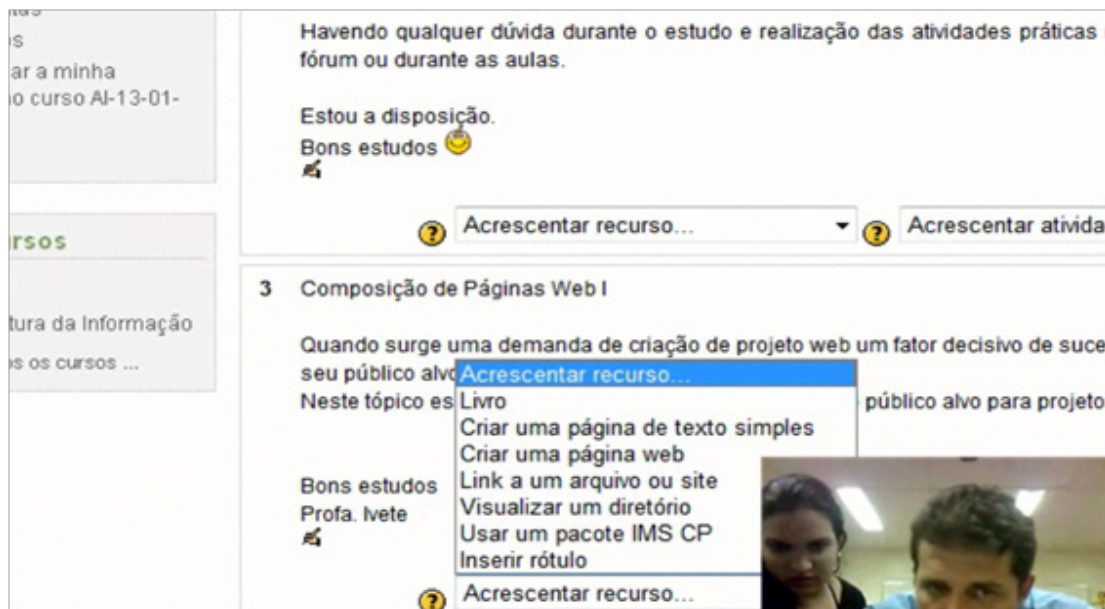 ar a minha
o curso AI-13-01-
rsos
tura da Informação
os os cursos ...
Havendo qualquer dúvida durante o estudo e realização das atividades práticas
fórum ou durante as aulas.
Estou a disposição.
Bons estudos
Acrescentar recurso...
Acrescentar ativida
3 Composição de Páginas Web I
Quando surge uma demanda de criação de projeto web um fator decisivo de suce
seu público alvo
Neste tópico es
público alvo para projeto
Acrescentar recurso...
Livro
Criar uma página de texto simples
Criar uma página web
Link a um arquivo ou site
Visualizar um diretório
Usar um pacote IMS CP
Inserir rótulo
Bons estudos
Profa. Ivete
Acrescentar recurso...